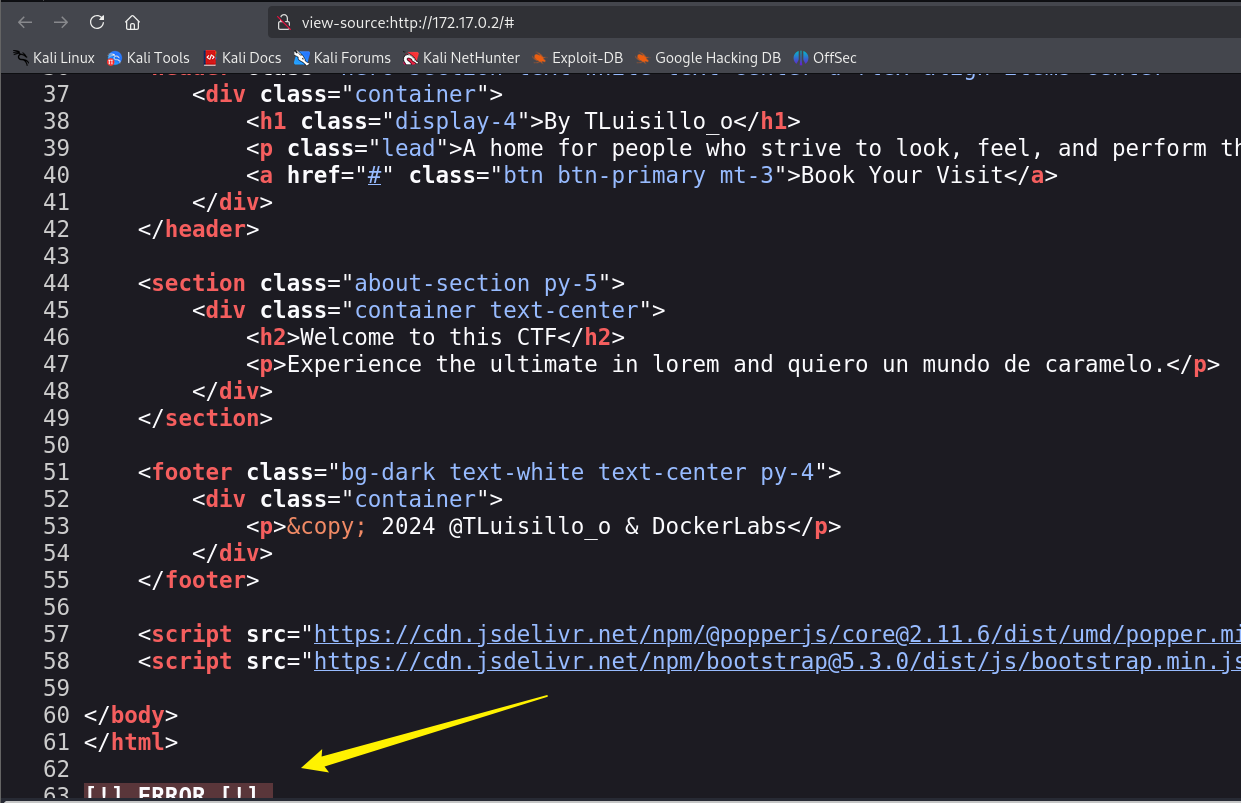 view-source:http://172.17.0.2/#
Kali Linux Kali Tools Kali Docs Kali Forums Kali NetHunter Exploit-DB Google Hacking DB OffSec
37 <div class="container">
38 <h1 class="display-4">By TLuisillo_o</h1>
39 <p class="lead">A home for people who strive to look, feel, and perform
40 <a href="#" class="btn btn-primary mt-3">Book Your Visit</a>
41 </div>
42 </header>
43
44 <section class="about-section py-5">
45 <div class="container text-center">
46 <h2>Welcome to this CTF</h2>
47 <p>Experience the ultimate in lorem and quiero un mundo de caramelo.</p>
48 </div>
49 </section>
50
51 <footer class="bg-dark text-white text-center py-4">
52 <div class="container">
53 <p>&copy; 2024 @TLuisillo_o & DockerLabs</p>
54 </div>
55 </footer>
56
57 <script src="https://cdn.jsdelivr.net/npm/@popperjs/core@2.11.6/dist/umd/popper.mi
58 <script src="https://cdn.jsdelivr.net/npm/bootstrap@5.3.0/dist/js/bootstrap.min.js
59
60 </body>
61 </html>
62
63 [!] ERROR [!]